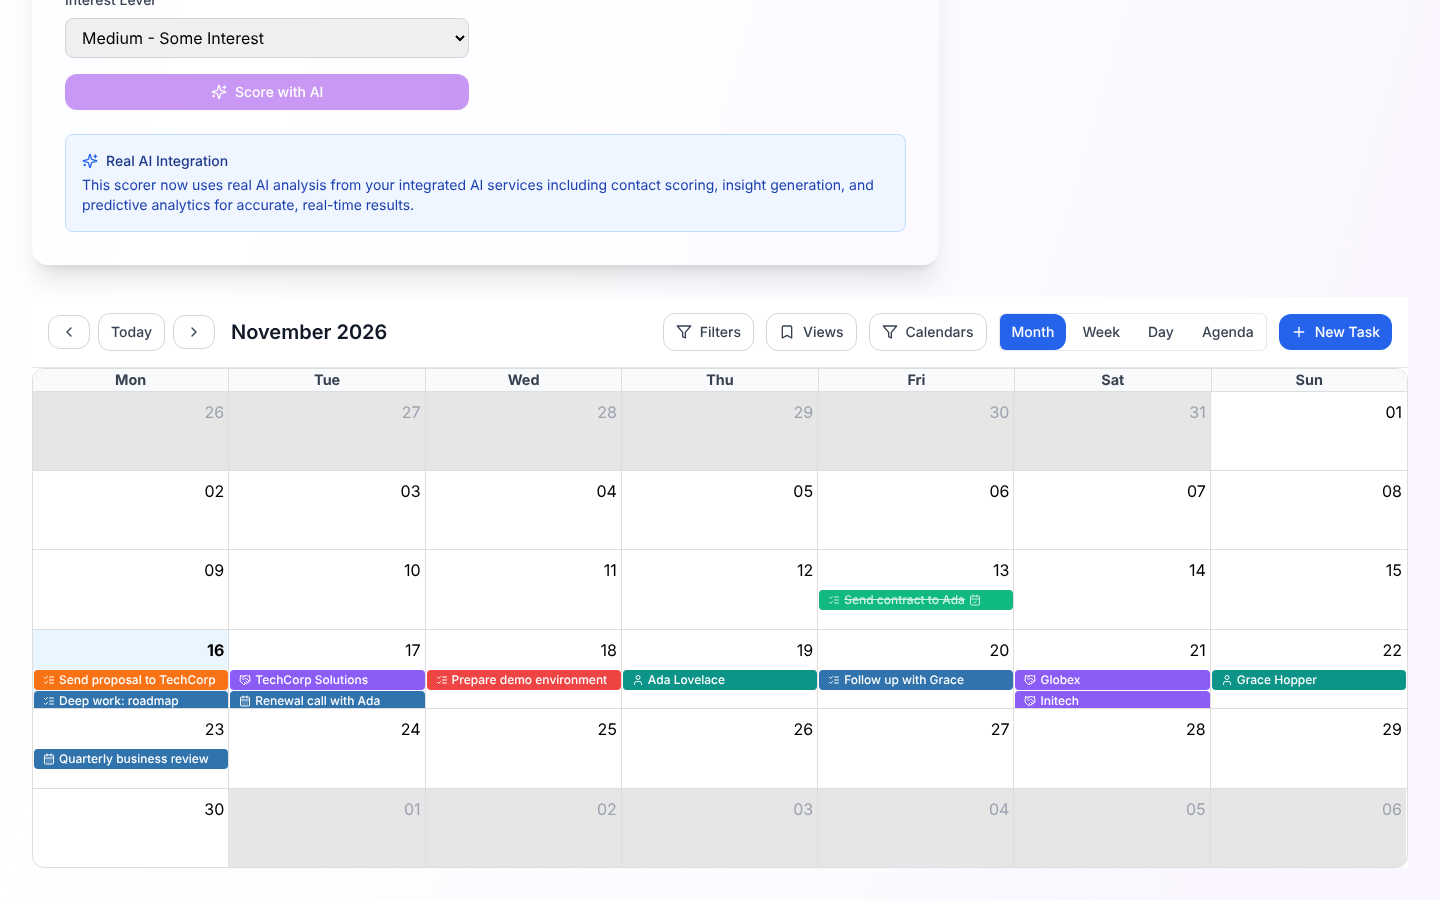 Interest Level
Medium - Some Interest
Score with AI
Real AI Integration
This scorer now uses real AI analysis from your integrated AI services including contact scoring, insight generation, and
predictive analytics for accurate, real-time results.
Today
November 2026
Filters
Views
Calendars
Month
Week
Day
Agenda
New Task
Mon Tue Wed Thu Fri Sat Sun
26 27 28 29 30 31 01
02 03 04 05 06 07 08
09 10 11 12 13 14 15
Send contract to Ada
16 17 18 19 20 21 22
Send proposal to TechCorp
TechCorp Solutions
Prepare demo environment
Ada Lovelace
Follow up with Grace
Globex
Grace Hopper
Deep work: roadmap
Renewal call with Ada
Initech
23 24 25 26 27 28 29
Quarterly business review
30 01 02 03 04 05 06